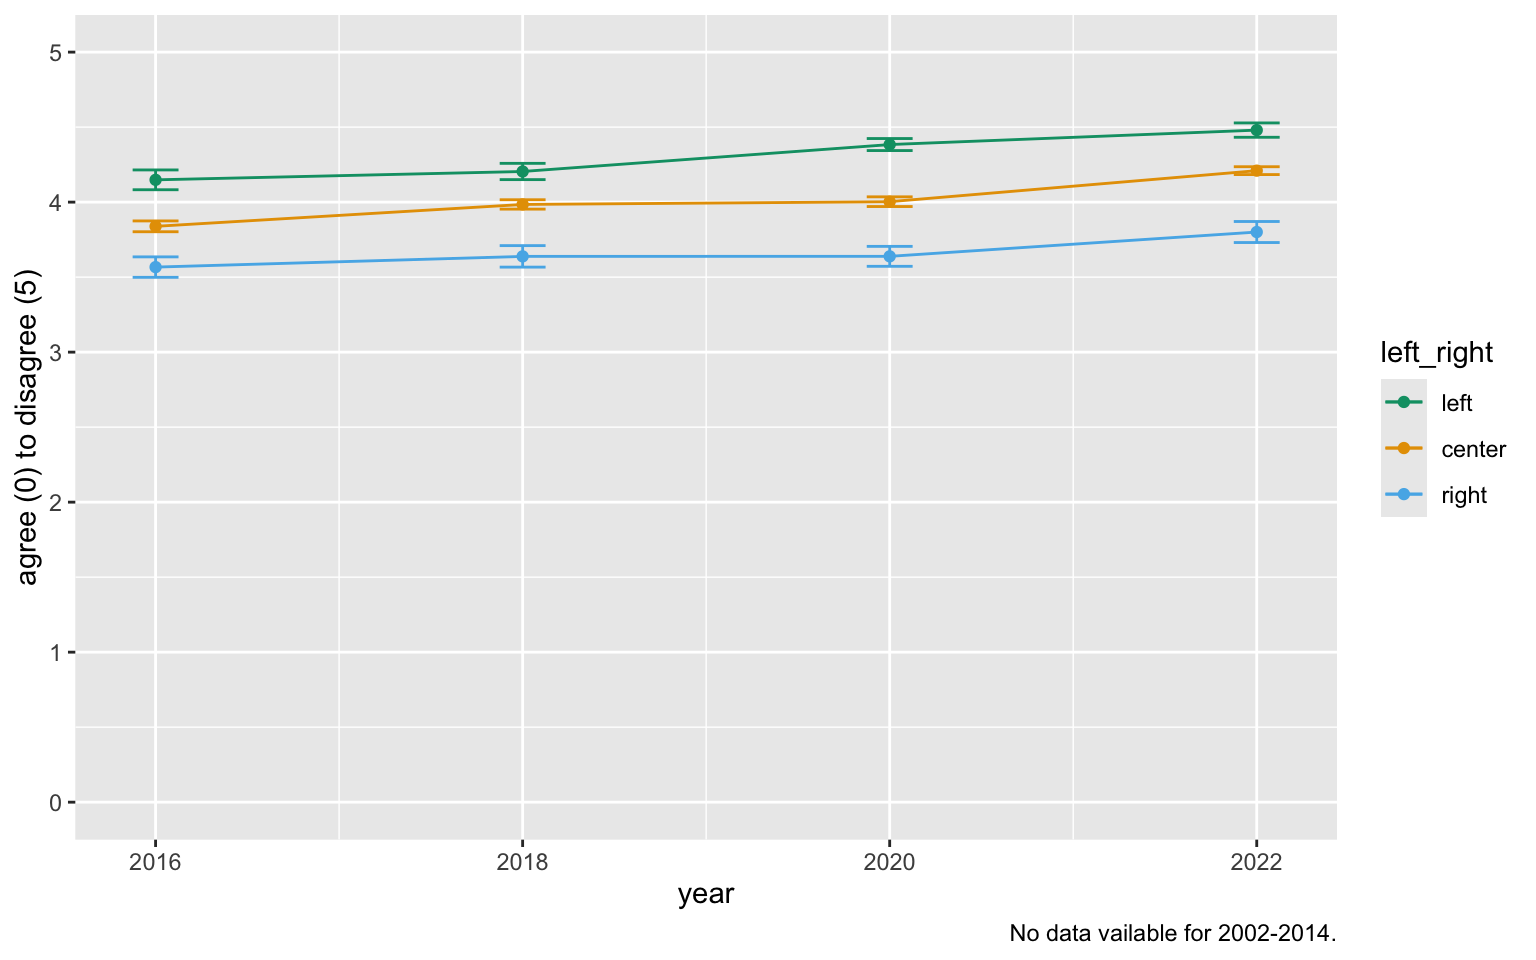 5
4
3
2
1
0
agree (0) to disagree (5)
2016 2018 2020 2022
year
left_right
left
center
right
No data vailable for 2002-2014.